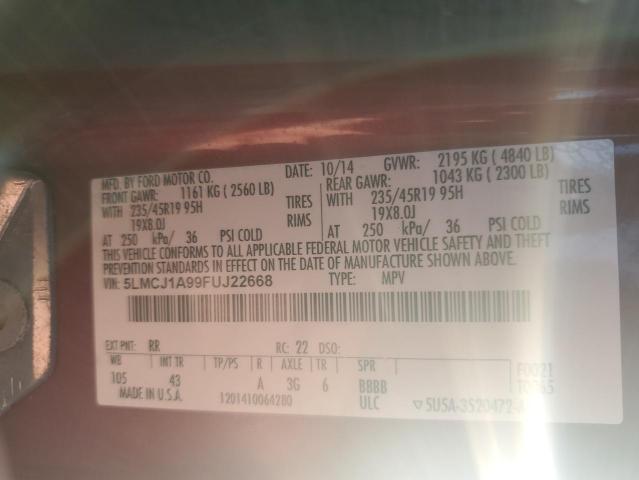 MFD. BY FORD MOTOR CO. DATE: 10/14 GVWR: 2195 KG ( 4840 LB)
FRONT GAWR: 1161 KG ( 2560 LB) REAR GAWR: 1043 KG ( 2300 LB)
WITH 235/45R19 95H TIRES WITH 235/45R19 95H TIRES
19X8.0J RIMS 19X8.0J RIMS
AT 250 kPa/ 36 PSI COLD AT 250 kPa/ 36 PSI COLD
THIS VEHICLE CONFORMS TO ALL APPLICABLE FEDERAL MOTOR VEHICLE SAFETY AND THEFT
PREVENTION STANDARDS IN EFFECT ON THE DATE OF MANUFACTURE SHOWN ABOVE.
VIN: 5LMCJ1A99FUJ22668 TYPE: MPV
EXT PNT: RR RC: 22 DSO:
WB INT TR TP/PS R AXLE TR SPR F0021
105 43 A 3G 6 BBBB
MADE IN U.S.A. 1201410064280 ULC ▽5U5A-3520472-A